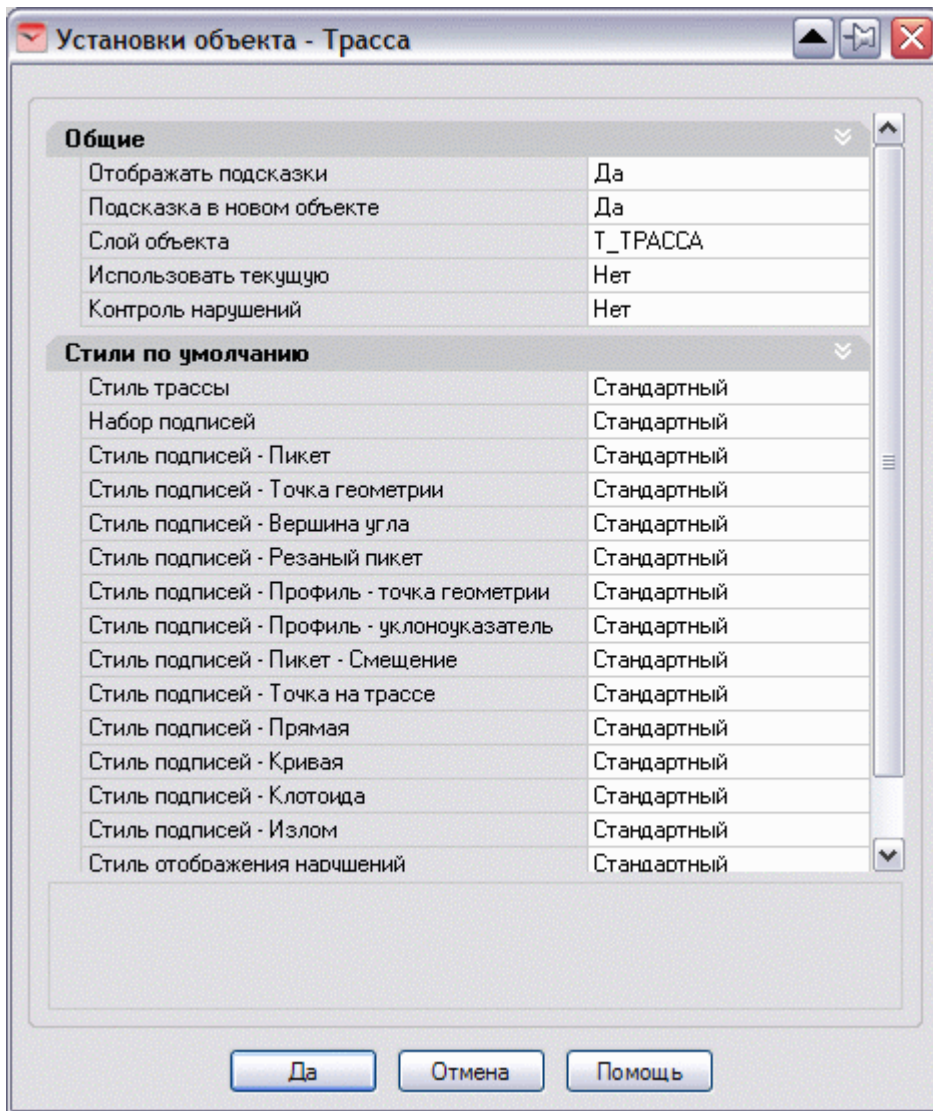 Установки объекта - Трасса
Общие
Отображать подсказки Да
Подсказка в новом объекте Да
Слой объекта Т_ТРАССА
Использовать текущую Нет
Контроль нарушений Нет
Стили по умолчанию
Стиль трассы Стандартный
Набор подписей Стандартный
Стиль подписей - Пикет Стандартный
Стиль подписей - Точка геометрии Стандартный
Стиль подписей - Вершина угла Стандартный
Стиль подписей - Резаный пикет Стандартный
Стиль подписей - Профиль - точка геометрии Стандартный
Стиль подписей - Профиль - уклоноуказатель Стандартный
Стиль подписей - Пикет - Смещение Стандартный
Стиль подписей - Точка на трассе Стандартный
Стиль подписей - Прямая Стандартный
Стиль подписей - Кривая Стандартный
Стиль подписей - Клотоида Стандартный
Стиль подписей - Излом Стандартный
Стиль отображения нарушений Стандартный
Да Отмена Помощь